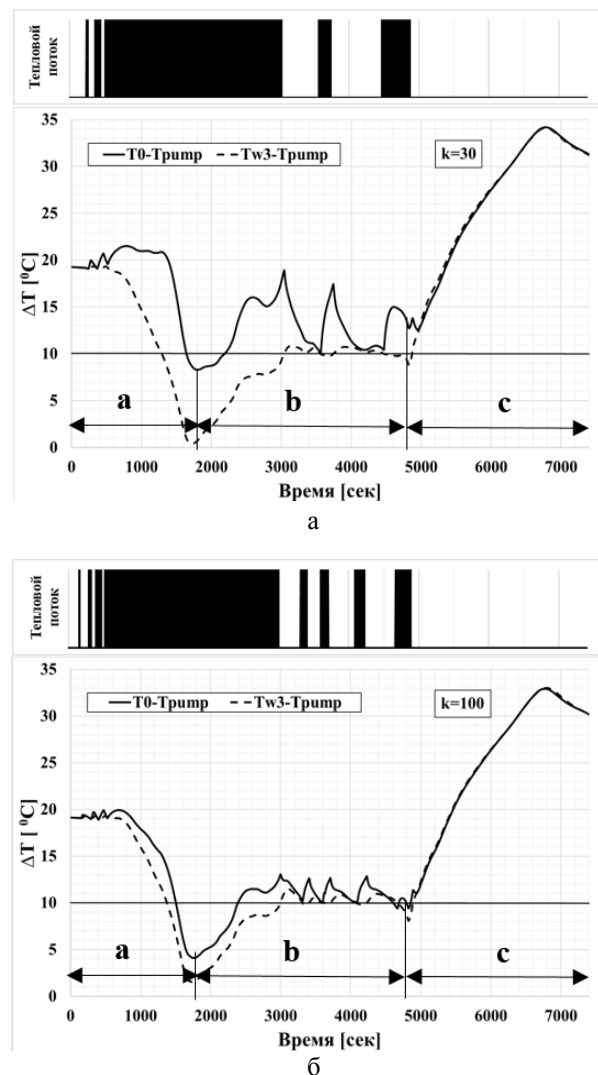 Тепловой
поток
35
30
25
20
15
10
5
0
ΔT [⁰C]
T0-Tpump Tw3-Tpump
k=30
a b c
0 1000 2000 3000 4000 5000 6000 7000
Время [сек]
а
Тепловой
поток
35
30
25
20
15
10
5
0
ΔT [ ⁰C]
T0-Tpump Tw3-Tpump
k=100
a b c
0 1000 2000 3000 4000 5000 6000 7000
Время [сек]
б